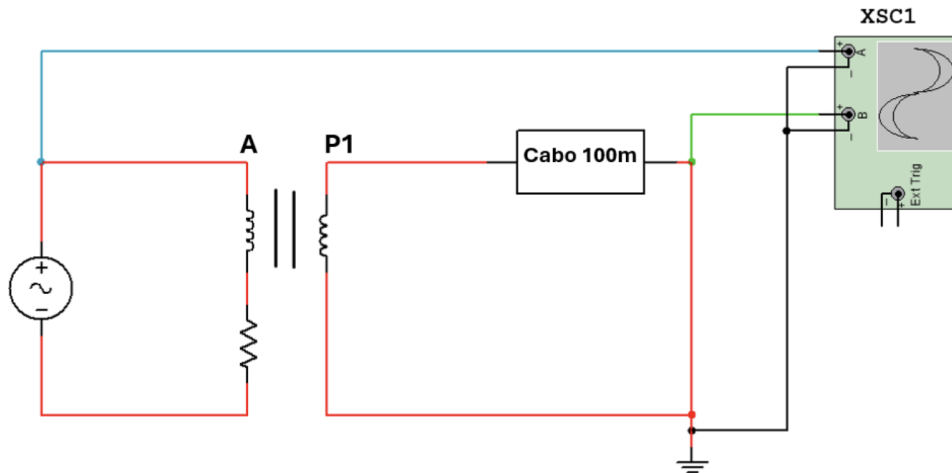 XSC1
A
B
Ext Trig
A
P1
Cabo 100m